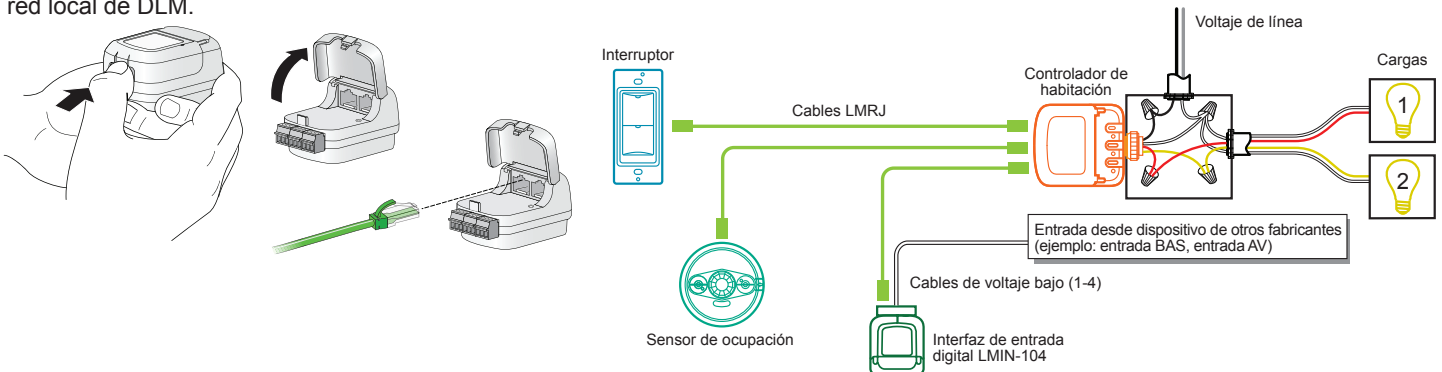 red local de DLM.
Voltaje de línea
Interruptor
Cargas
Controlador de
habitación
Cables LMRJ
1
2
Entrada desde dispositivo de otros fabricantes
(ejemplo: entrada BAS, entrada AV)
Cables de voltaje bajo (1-4)
Sensor de ocupación
Interfaz de entrada
digital LMIN-104